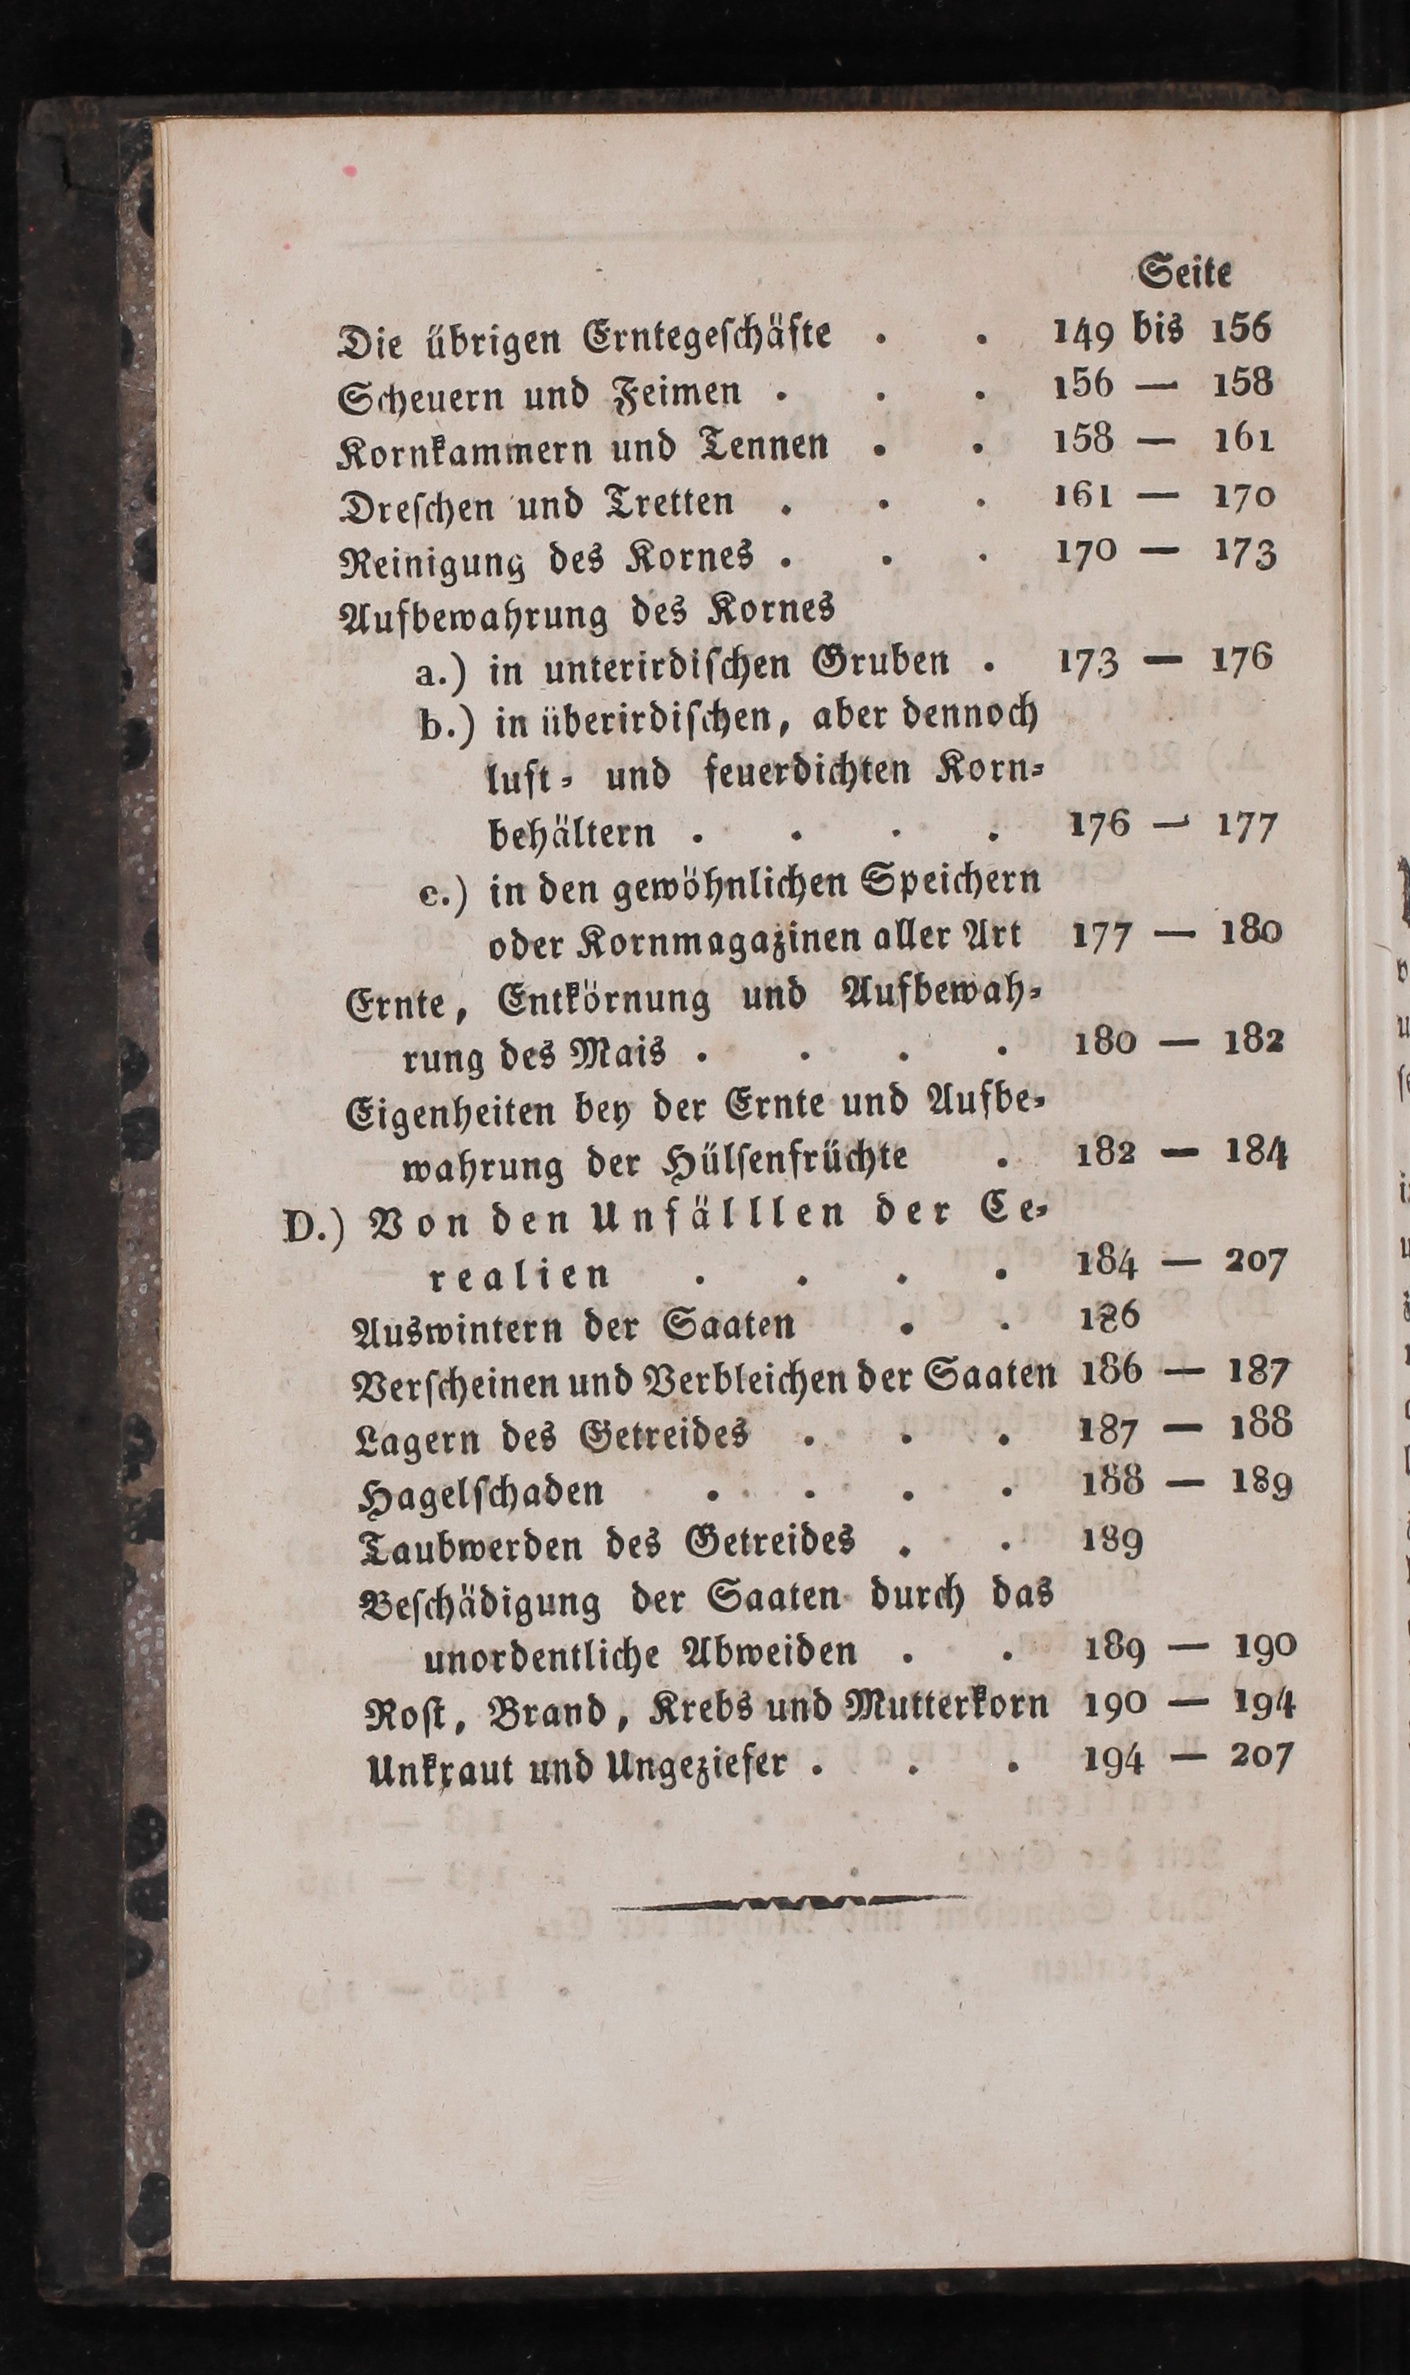 Seite
Die übrigen Erntegeſchäfte . . 149 bis 156
Scheuern und Feimen . . . 156 — 158
Kornkammern und Tennen . . 158 — 161
Dreſchen und Tretten . . . 161 — 170
Reinigung des Kornes . . . 170 — 173
Aufbewahrung des Kornes
a.) in unterirdiſchen Gruben . 173 — 176
b.) in überirdiſchen, aber dennoch
luft⸗ und feuerdichten Korn⸗
behältern . . . . 176 — 177
c.) in den gewöhnlichen Speichern
oder Kornmagazinen aller Art 177 — 180
Ernte, Entkörnung und Aufbewah⸗
rung des Mais . . . . 180 — 182
Eigenheiten bey der Ernte und Aufbe⸗
wahrung der Hülſenfrüchte . 182 — 184
D.) Von den Unfälllen der Ce⸗
realien . . . . 184 — 207
Auswintern der Saaten . . 186
Verſcheinen und Verbleichen der Saaten 186 — 187
Lagern des Getreides . . . 187 — 188
Hagelſchaden . . . . 188 — 189
Taubwerden des Getreides . . 189
Beſchädigung der Saaten durch das
unordentliche Abweiden . . 189 — 190
Roſt, Brand, Krebs und Mutterkorn 190 — 194
Unkraut und Ungeziefer . . . 194 — 207